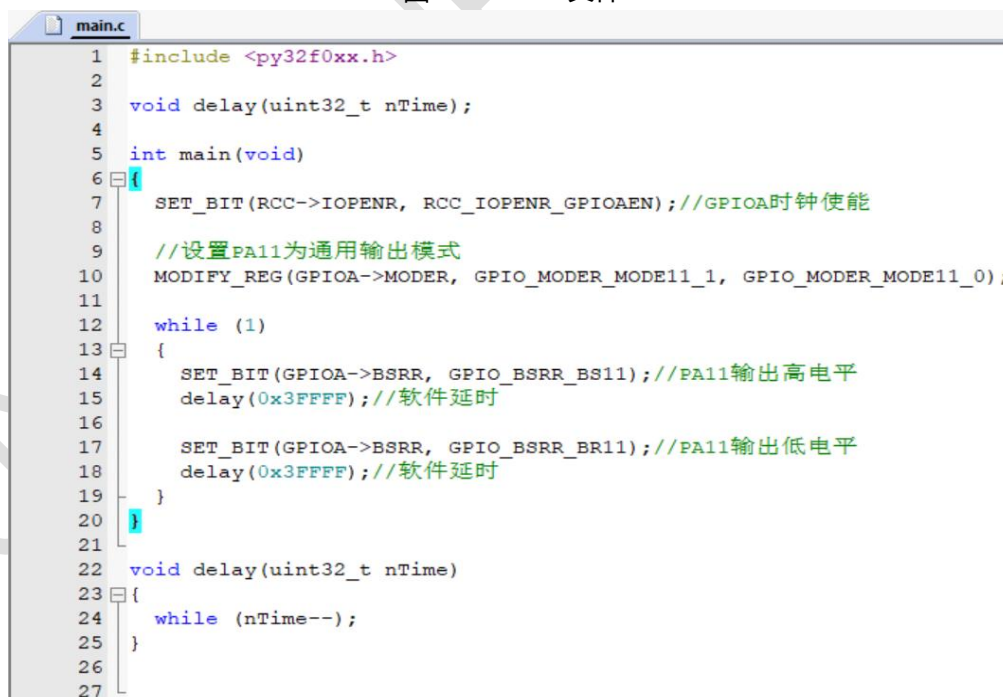 main.c
1 #include <py32f0xx.h>
2
3 void delay(uint32_t nTime);
4
5 int main(void)
6 {
7 SET_BIT(RCC->IOPENR, RCC_IOPENR_GPIOAEN);//GPIOA时钟使能
8
9 //设置PA11为通用输出模式
10 MODIFY_REG(GPIOA->MODER, GPIO_MODER_MODE11_1, GPIO_MODER_MODE11_0);
11
12 while (1)
13 {
14 SET_BIT(GPIOA->BSRR, GPIO_BSRR_BS11);//PA11输出高电平
15 delay(0x3FFFF);//软件延时
16
17 SET_BIT(GPIOA->BSRR, GPIO_BSRR_BR11);//PA11输出低电平
18 delay(0x3FFFF);//软件延时
19 }
20 }
21
22 void delay(uint32_t nTime)
23 {
24 while (nTime--);
25 }
26
27